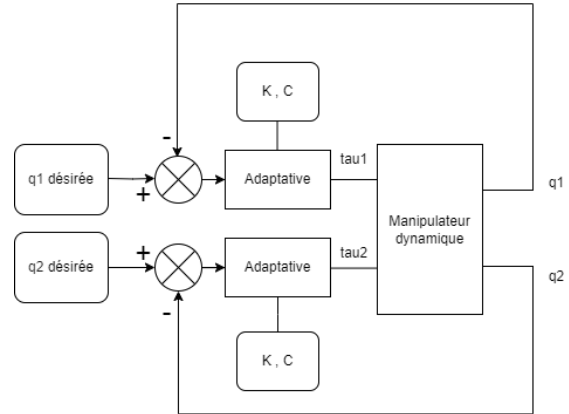 K , C
-
tau1
q1 désirée
+
Adaptative
q1
Manipulateur
dynamique
q2 désirée
+
Adaptative
tau2
q2
-
K , C